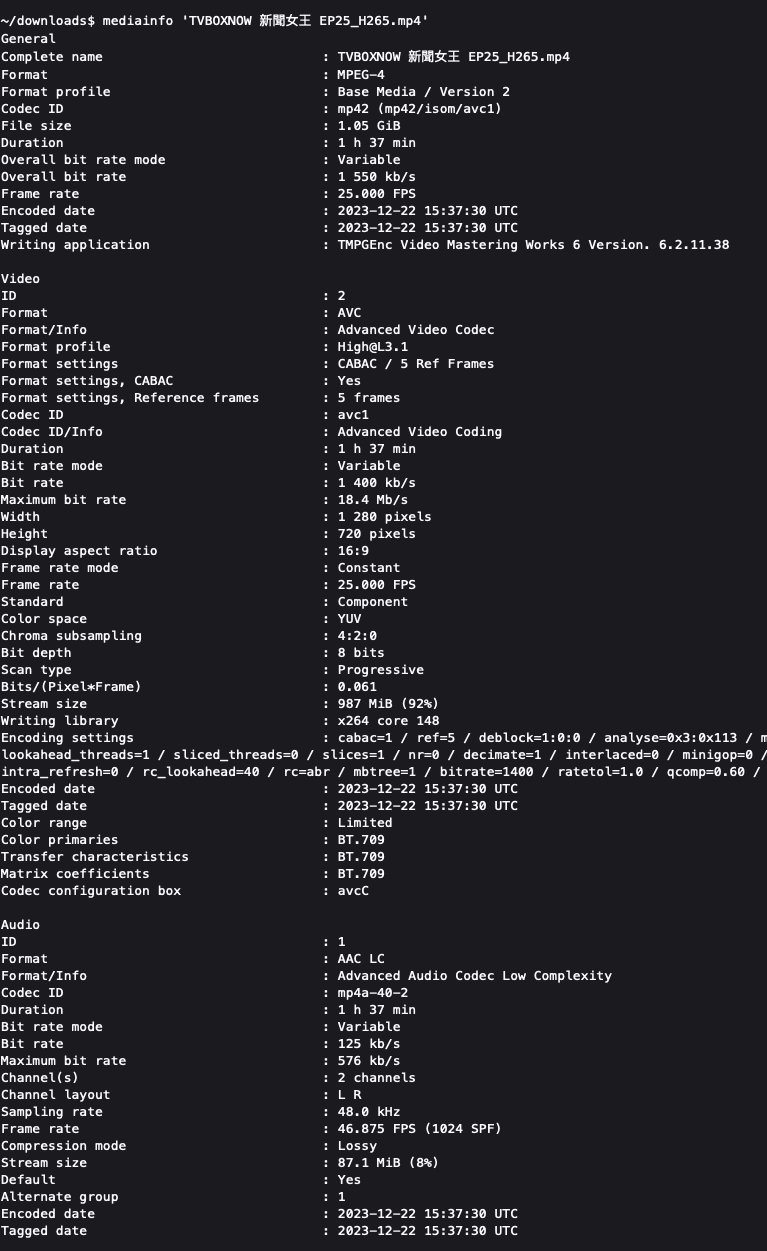 ~/downloads$ mediainfo 'TVBOXNOW 新聞女王 EP25_H265.mp4'
General
Complete name : TVBOXNOW 新聞女王 EP25_H265.mp4
Format : MPEG-4
Format profile : Base Media / Version 2
Codec ID : mp42 (mp42/isom/avc1)
File size : 1.05 GiB
Duration : 1 h 37 min
Overall bit rate mode : Variable
Overall bit rate : 1 550 kb/s
Frame rate : 25.000 FPS
Encoded date : 2023-12-22 15:37:30 UTC
Tagged date : 2023-12-22 15:37:30 UTC
Writing application : TMPGEnc Video Mastering Works 6 Version. 6.2.11.38
Video
ID : 2
Format : AVC
Format/Info : Advanced Video Codec
Format profile : High@L3.1
Format settings : CABAC / 5 Ref Frames
Format settings, CABAC : Yes
Format settings, Reference frames : 5 frames
Codec ID : avc1
Codec ID/Info : Advanced Video Coding
Duration : 1 h 37 min
Bit rate mode : Variable
Bit rate : 1 400 kb/s
Maximum bit rate : 18.4 Mb/s
Width : 1 280 pixels
Height : 720 pixels
Display aspect ratio : 16:9
Frame rate mode : Constant
Frame rate : 25.000 FPS
Standard : Component
Color space : YUV
Chroma subsampling : 4:2:0
Bit depth : 8 bits
Scan type : Progressive
Bits/(Pixel*Frame) : 0.061
Stream size : 987 MiB (92%)
Writing library : x264 core 148
Encoding settings : cabac=1 / ref=5 / deblock=1:0:0 / analyse=0x3:0x113 /
lookahead_threads=1 / sliced_threads=0 / slices=1 / nr=0 / decimate=1 / interlaced=0 / minigop=0 /
intra_refresh=0 / rc_lookahead=40 / rc=abr / mbtree=1 / bitrate=1400 / ratetol=1.0 / qcomp=0.60 /
Encoded date : 2023-12-22 15:37:30 UTC
Tagged date : 2023-12-22 15:37:30 UTC
Color range : Limited
Color primaries : BT.709
Transfer characteristics : BT.709
Matrix coefficients : BT.709
Codec configuration box : avcC
Audio
ID : 1
Format : AAC LC
Format/Info : Advanced Audio Codec Low Complexity
Codec ID : mp4a-40-2
Duration : 1 h 37 min
Bit rate mode : Variable
Bit rate : 125 kb/s
Maximum bit rate : 576 kb/s
Channel(s) : 2 channels
Channel layout : L R
Sampling rate : 48.0 kHz
Frame rate : 46.875 FPS (1024 SPF)
Compression mode : Lossy
Stream size : 87.1 MiB (8%)
Default : Yes
Alternate group : 1
Encoded date : 2023-12-22 15:37:30 UTC
Tagged date : 2023-12-22 15:37:30 UTC